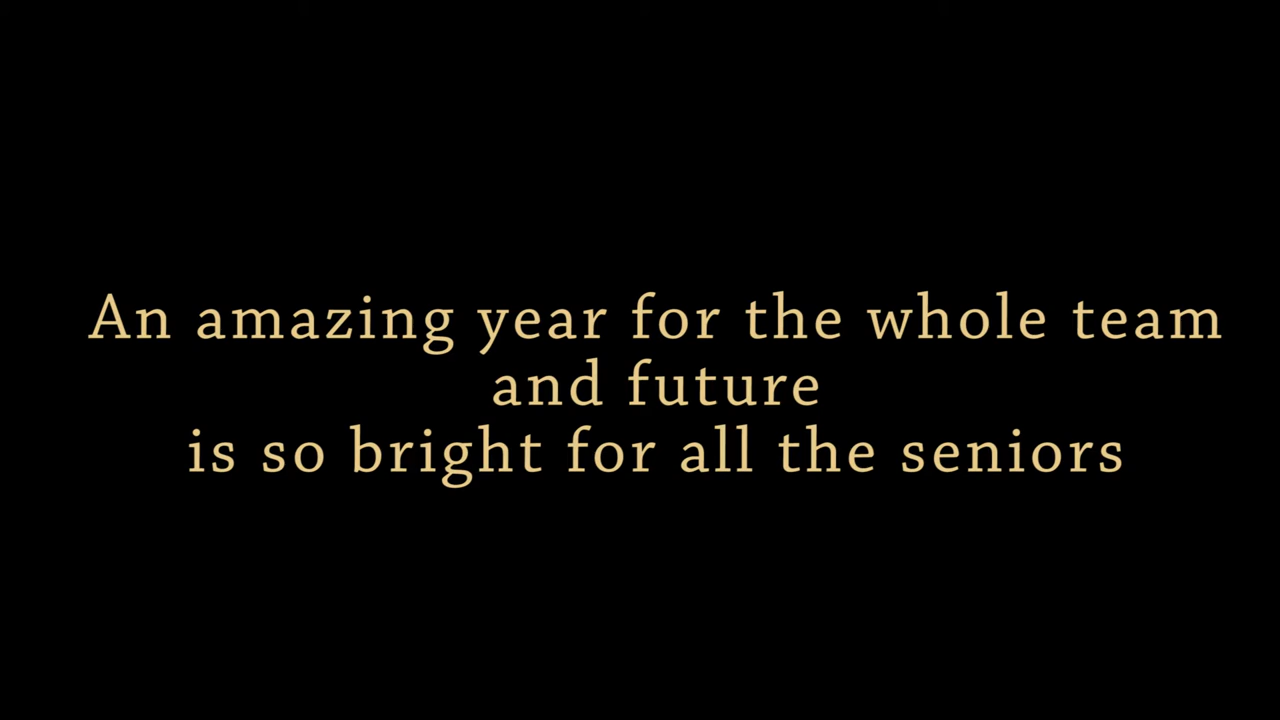 An amazing year for the whole team
and future
is so bright for all the seniors